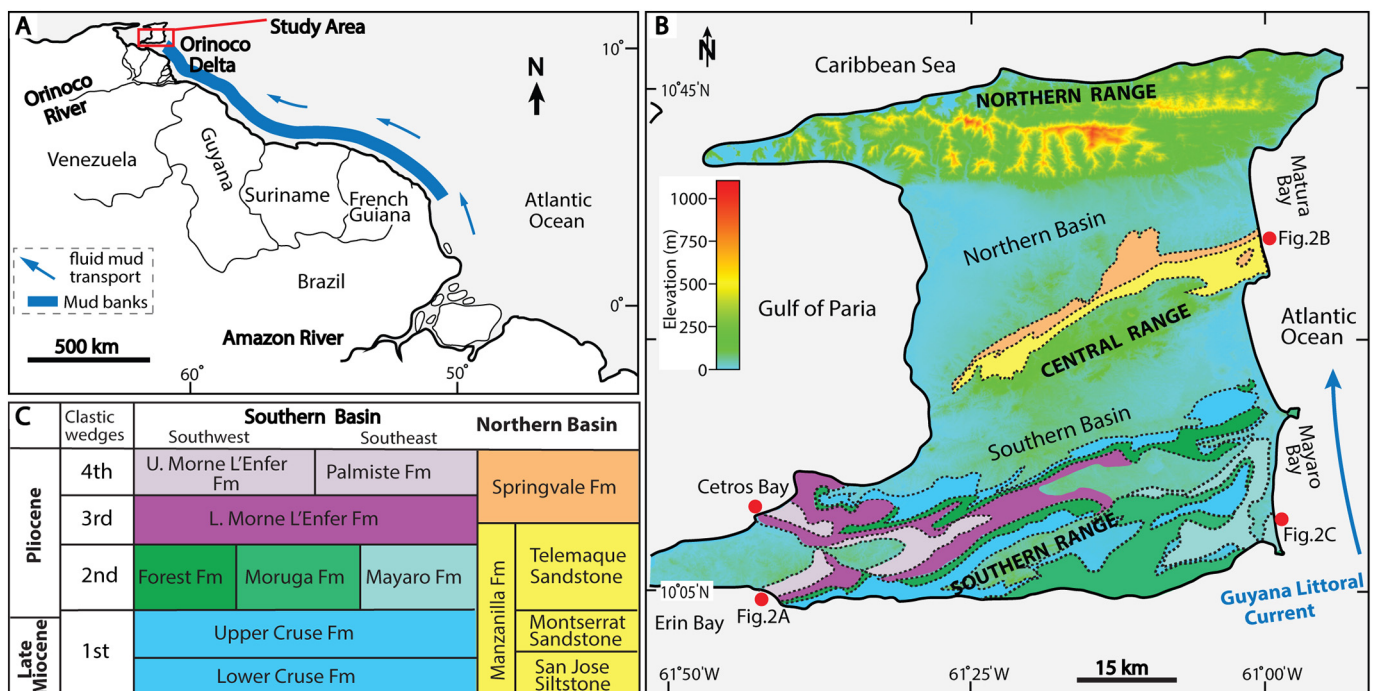 A
Study Area
Orinoco
Delta
10°
N
Orinoco
River
Venezuela
Guyana
Suriname
French
Guiana
Atlantic
Ocean
fluid mud
transport
Mud banks
Brazil
Amazon River
0°
500 km
60°
50°
B
N
Caribbean Sea
10°45'N
NORTHERN RANGE
Elevation (m)
1000
750
500
250
0
Matura
Bay
Northern Basin
Fig.2B
Gulf of Paria
CENTRAL RANGE
Atlantic
Ocean
Southern Basin
Mayaro
Bay
Cetros Bay
SOUTHERN RANGE
Fig.2C
10°05'N
Erin Bay
Fig.2A
Guyana Littoral
Current
15 km
61°50'W
61°25'W
61°00'W
C
Clastic
wedges
Southern Basin
Southwest
Southeast
Northern Basin
Pliocene
4th
U. Morne L'Enfer
Fm
Palmiste Fm
Springvale Fm
3rd
L. Morne L'Enfer Fm
2nd
Forest Fm
Moruga Fm
Mayaro Fm
Manzanilla Fm
Telemaque
Sandstone
Late
Miocene
1st
Upper Cruse Fm
Montserrat
Sandstone
Lower Cruse Fm
San Jose
Siltstone